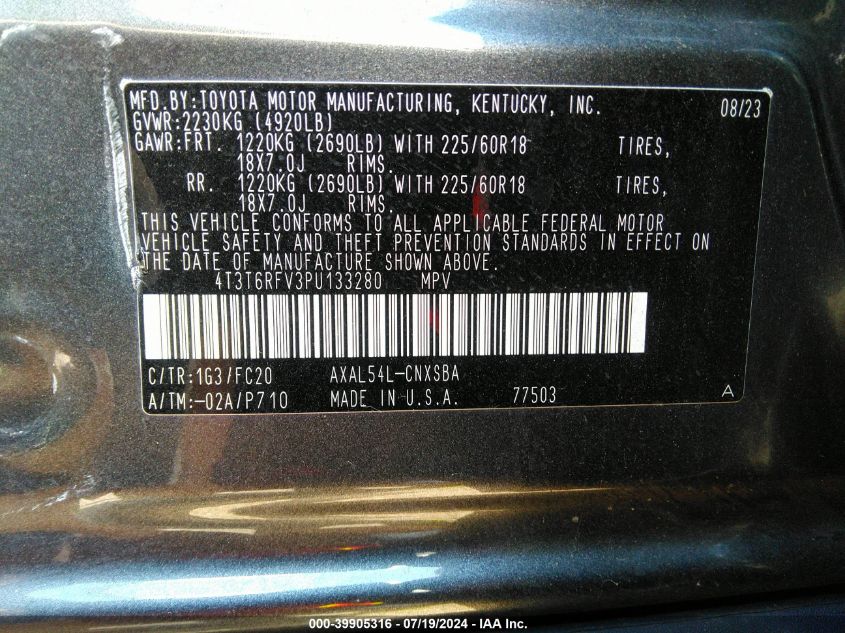 MFD.BY:TOYOTA MOTOR MANUFACTURING, KENTUCKY, INC. 08/23
GVWR:2230KG (4920LB)
GAWR:FRT. 1220KG (2690LB) WITH 225/60R18 TIRES,
18X7.0J RIMS.
RR. 1220KG (2690LB) WITH 225/60R18 TIRES,
18X7.0J RIMS.
THIS VEHICLE CONFORMS TO ALL APPLICABLE FEDERAL MOTOR
VEHICLE SAFETY AND THEFT PREVENTION STANDARDS IN EFFECT ON
THE DATE OF MANUFACTURE SHOWN ABOVE.
4T3T6RFV3PU133280 MPV
C/TR:1G3/FC20 AXAL54L-CNXSBA
A/TM:-02A/P710 MADE IN U.S.A. 77503 A
000-39905316 - 07/19/2024 - IAA Inc.